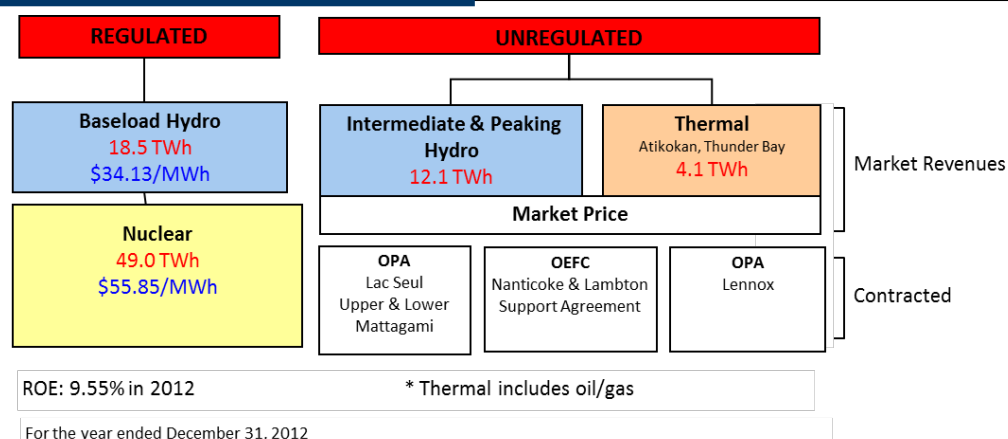 REGULATED
UNREGULATED
Baseload Hydro
18.5 TWh
$34.13/MWh
Nuclear
49.0 TWh
$55.85/MWh
Intermediate & Peaking
Hydro
12.1 TWh
Thermal
Atikokan, Thunder Bay
4.1 TWh
Market Price
Market Revenues
OPA
Lac Seul
Upper & Lower
Mattagami
OEFC
Nanticoke & Lambton
Support Agreement
OPA
Lennox
Contracted
ROE: 9.55% in 2012
* Thermal includes oil/gas
For the year ended December 31, 2012